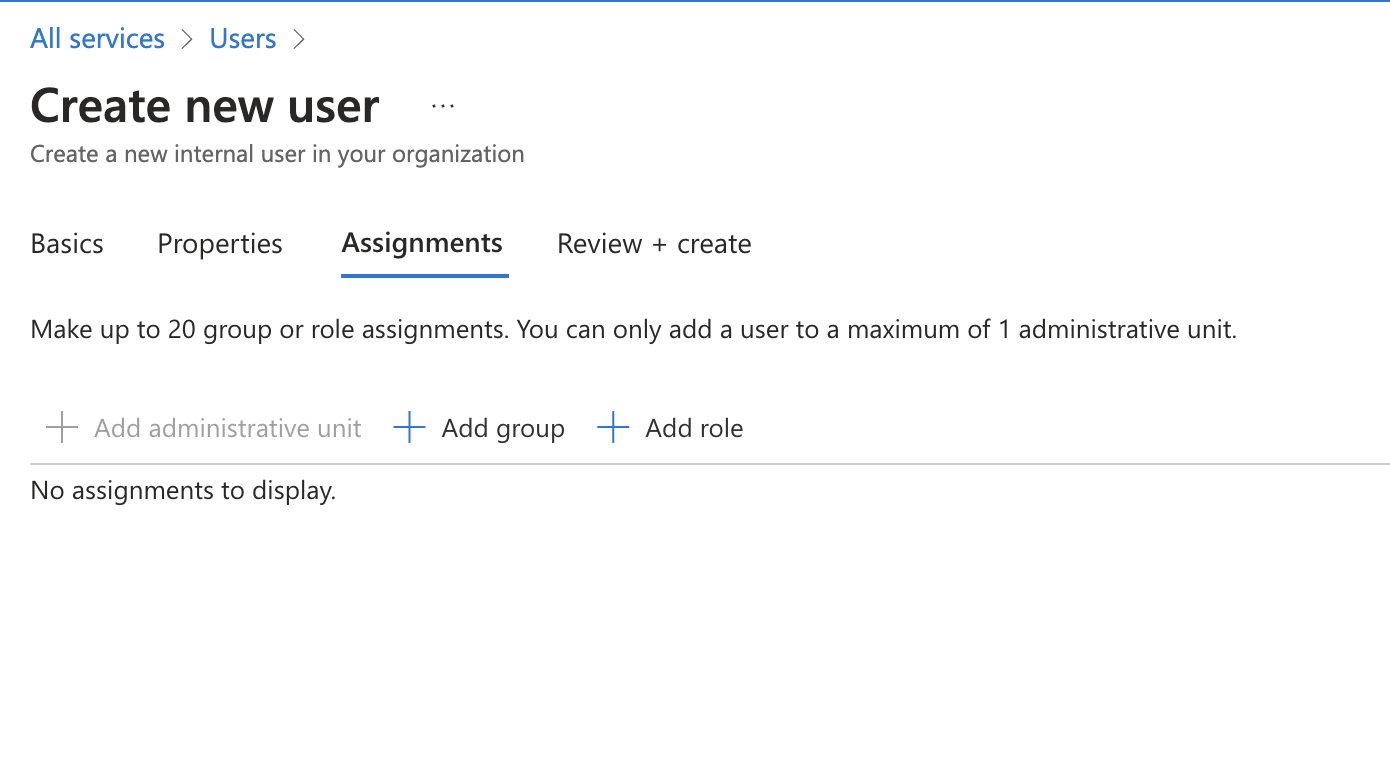 All services > Users >
Create new user ...
Create a new internal user in your organization
Basics Properties Assignments Review + create
Make up to 20 group or role assignments. You can only add a user to a maximum of 1 administrative unit.
+ Add administrative unit + Add group + Add role
No assignments to display.